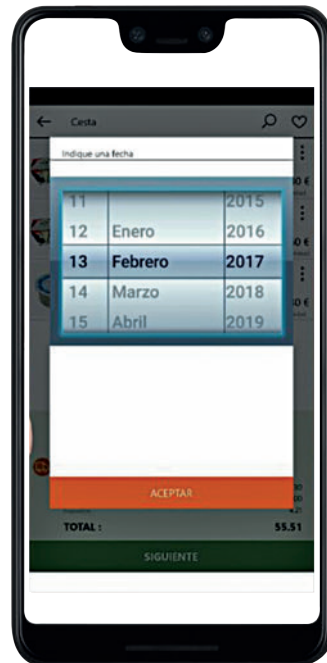 Cesta
Indique una fecha
11 2015
12 Enero 2016
13 Febrero 2017
14 Marzo 2018
15 Abril 2019
ACEPTAR
TOTAL : 55.51
SIGUIENTE